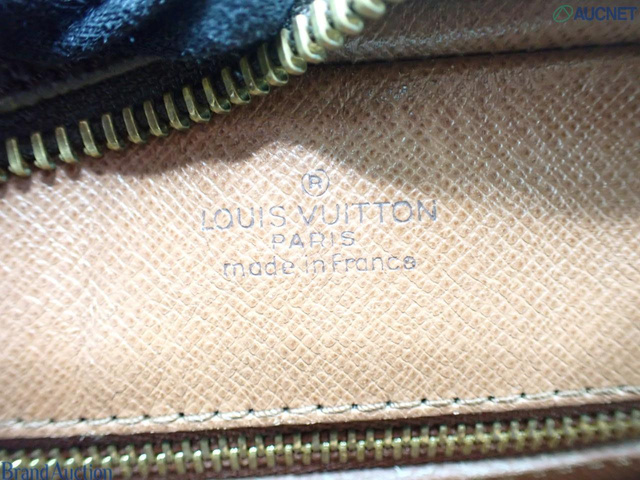 AUCNET
®
LOUIS VUITTON
PARIS
made in France
Brand Auction